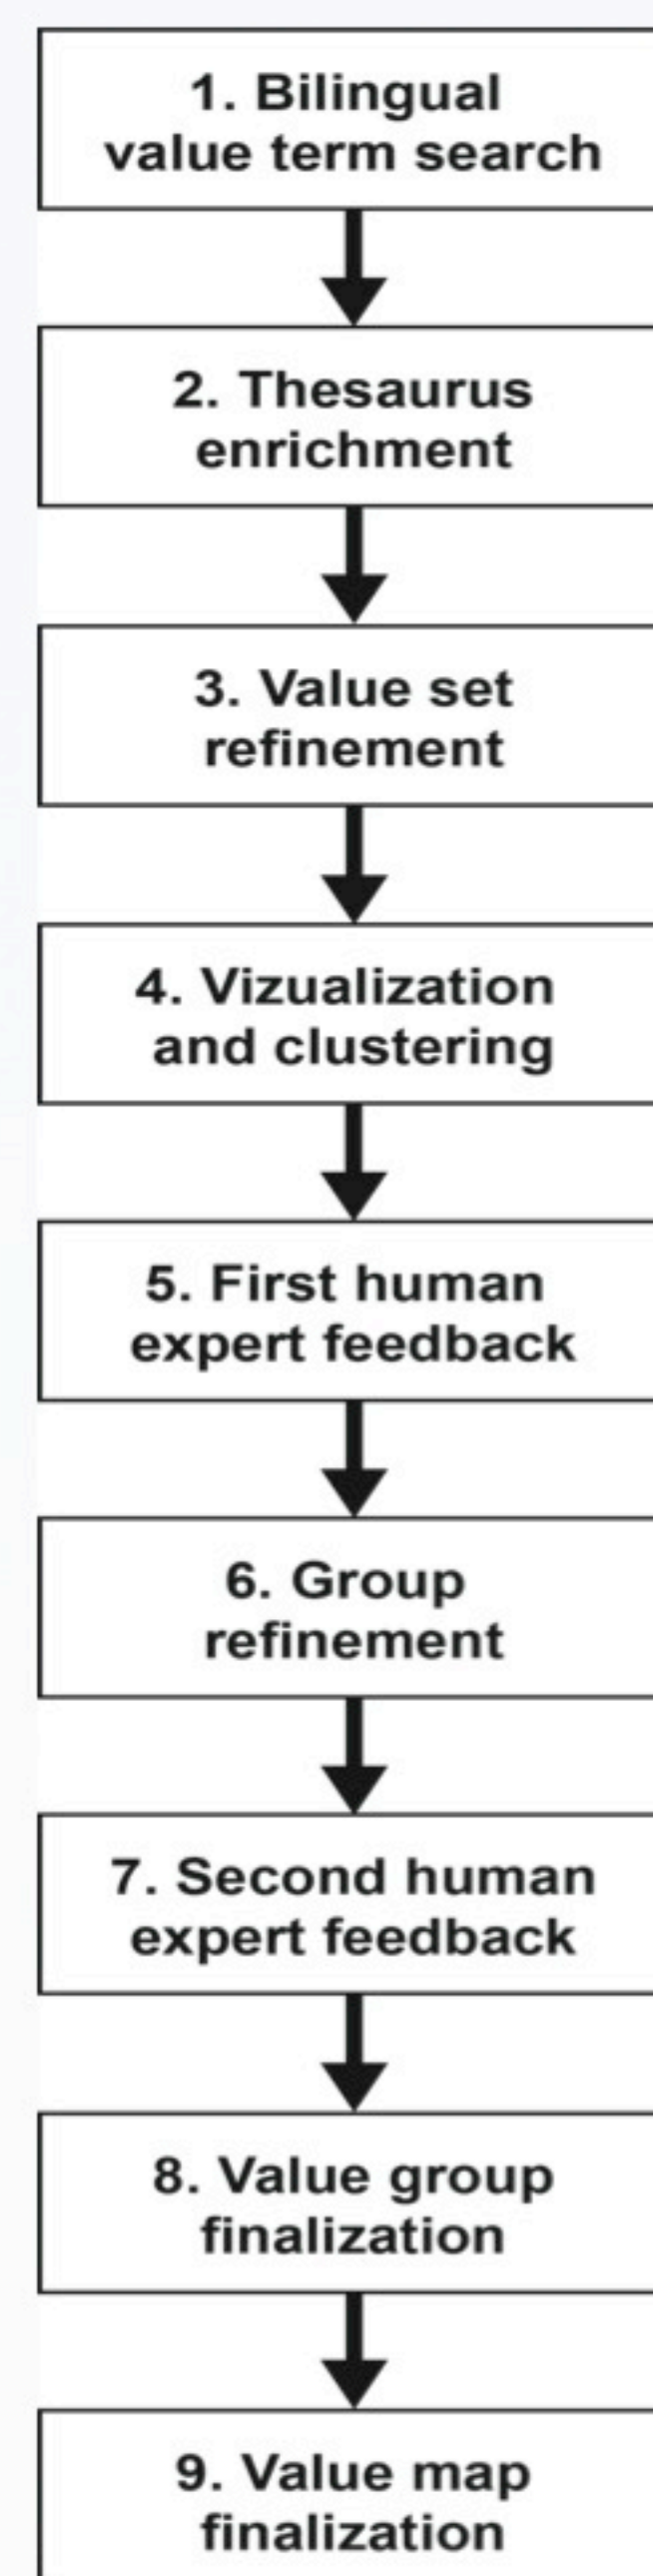 1. Bilingual
value term search
2. Thesaurus
enrichment
3. Value set
refinement
4. Vizualization
and clustering
5. First human
expert feedback
6. Group
refinement
7. Second human
expert feedback
8. Value group
finalization
9. Value map
finalization